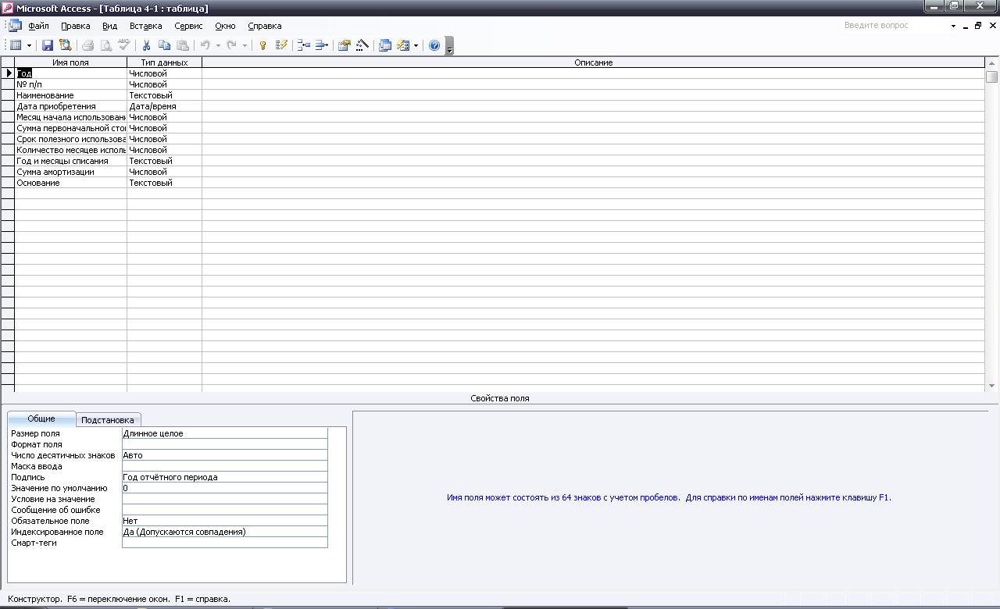 Microsoft Access - [Таблица 4-1 : таблица]
Файл Правка Вид Вставка Сервис Окно Справка Введите вопрос
Имя поля Тип данных Описание
Год Числовой
№ п/п Числовой
Наименование Текстовый
Дата приобретения Дата/время
Месяц начала использован Числовой
Сумма первоначальной сто Числовой
Срок полезного использова Числовой
Количество месяцев исполь Числовой
Год и месяцы списания Текстовый
Сумма амортизации Числовой
Основание Текстовый
Свойства поля
Общие Подстановка
Размер поля Длинное целое
Формат поля
Число десятичных знаков Авто
Маска ввода
Подпись Год отчётного периода
Значение по умолчанию 0
Условие на значение
Сообщение об ошибке
Обязательное поле Нет
Индексированное поле Да (Допускаются совпадения)
Смарт-теги
Имя поля может состоять из 64 знаков с учетом пробелов. Для справки по именам полей нажмите клавишу F1.
Конструктор. F6 = переключение окон. F1 = справка.